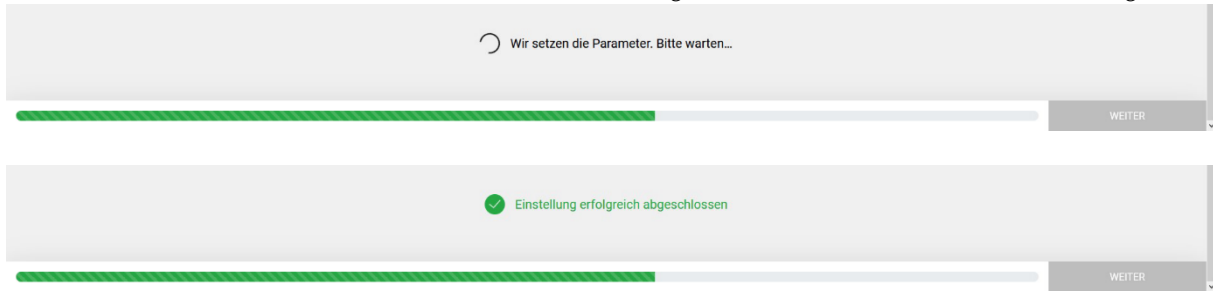 Wir setzen die Parameter. Bitte warten...
WEITER
Einstellung erfolgreich abgeschlossen
WEITER